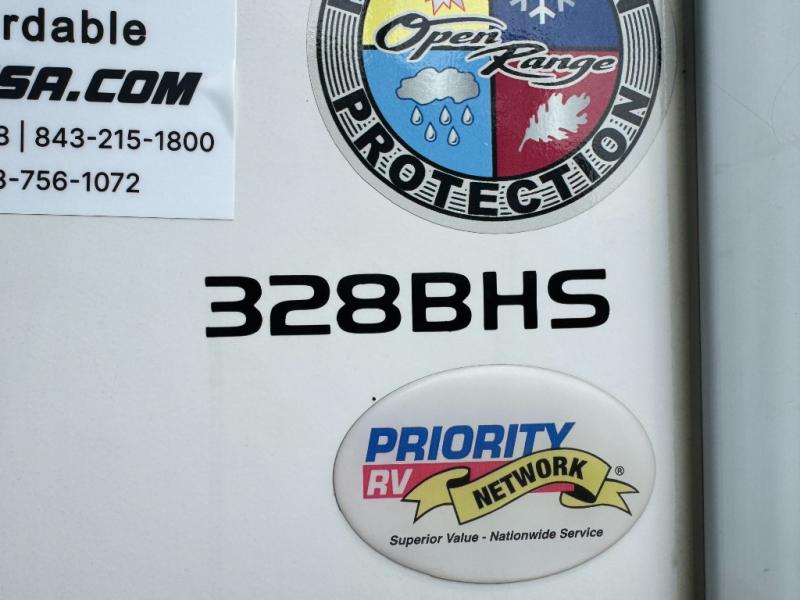 rdable
SA.COM
8 | 843-215-1800
3-756-1072
Open Range
PROTECTION
328BHS
PRIORITY
RV NETWORK ®
Superior Value - Nationwide Service